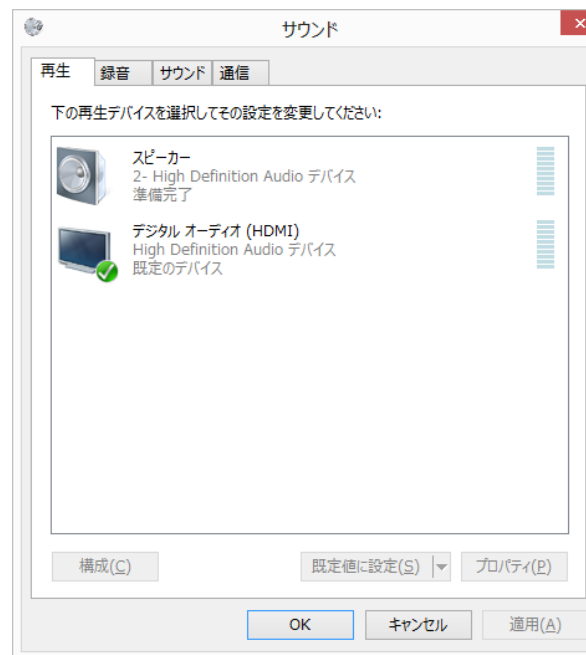 サウンド
再生 録音 サウンド 通信
下の再生デバイスを選択してその設定を変更してください:
スピーカー
2- High Definition Audio デバイス
準備完了
デジタル オーディオ (HDMI)
High Definition Audio デバイス
既定のデバイス
構成(C) 既定値に設定(S) プロパティ(P)
OK キャンセル 適用(A)